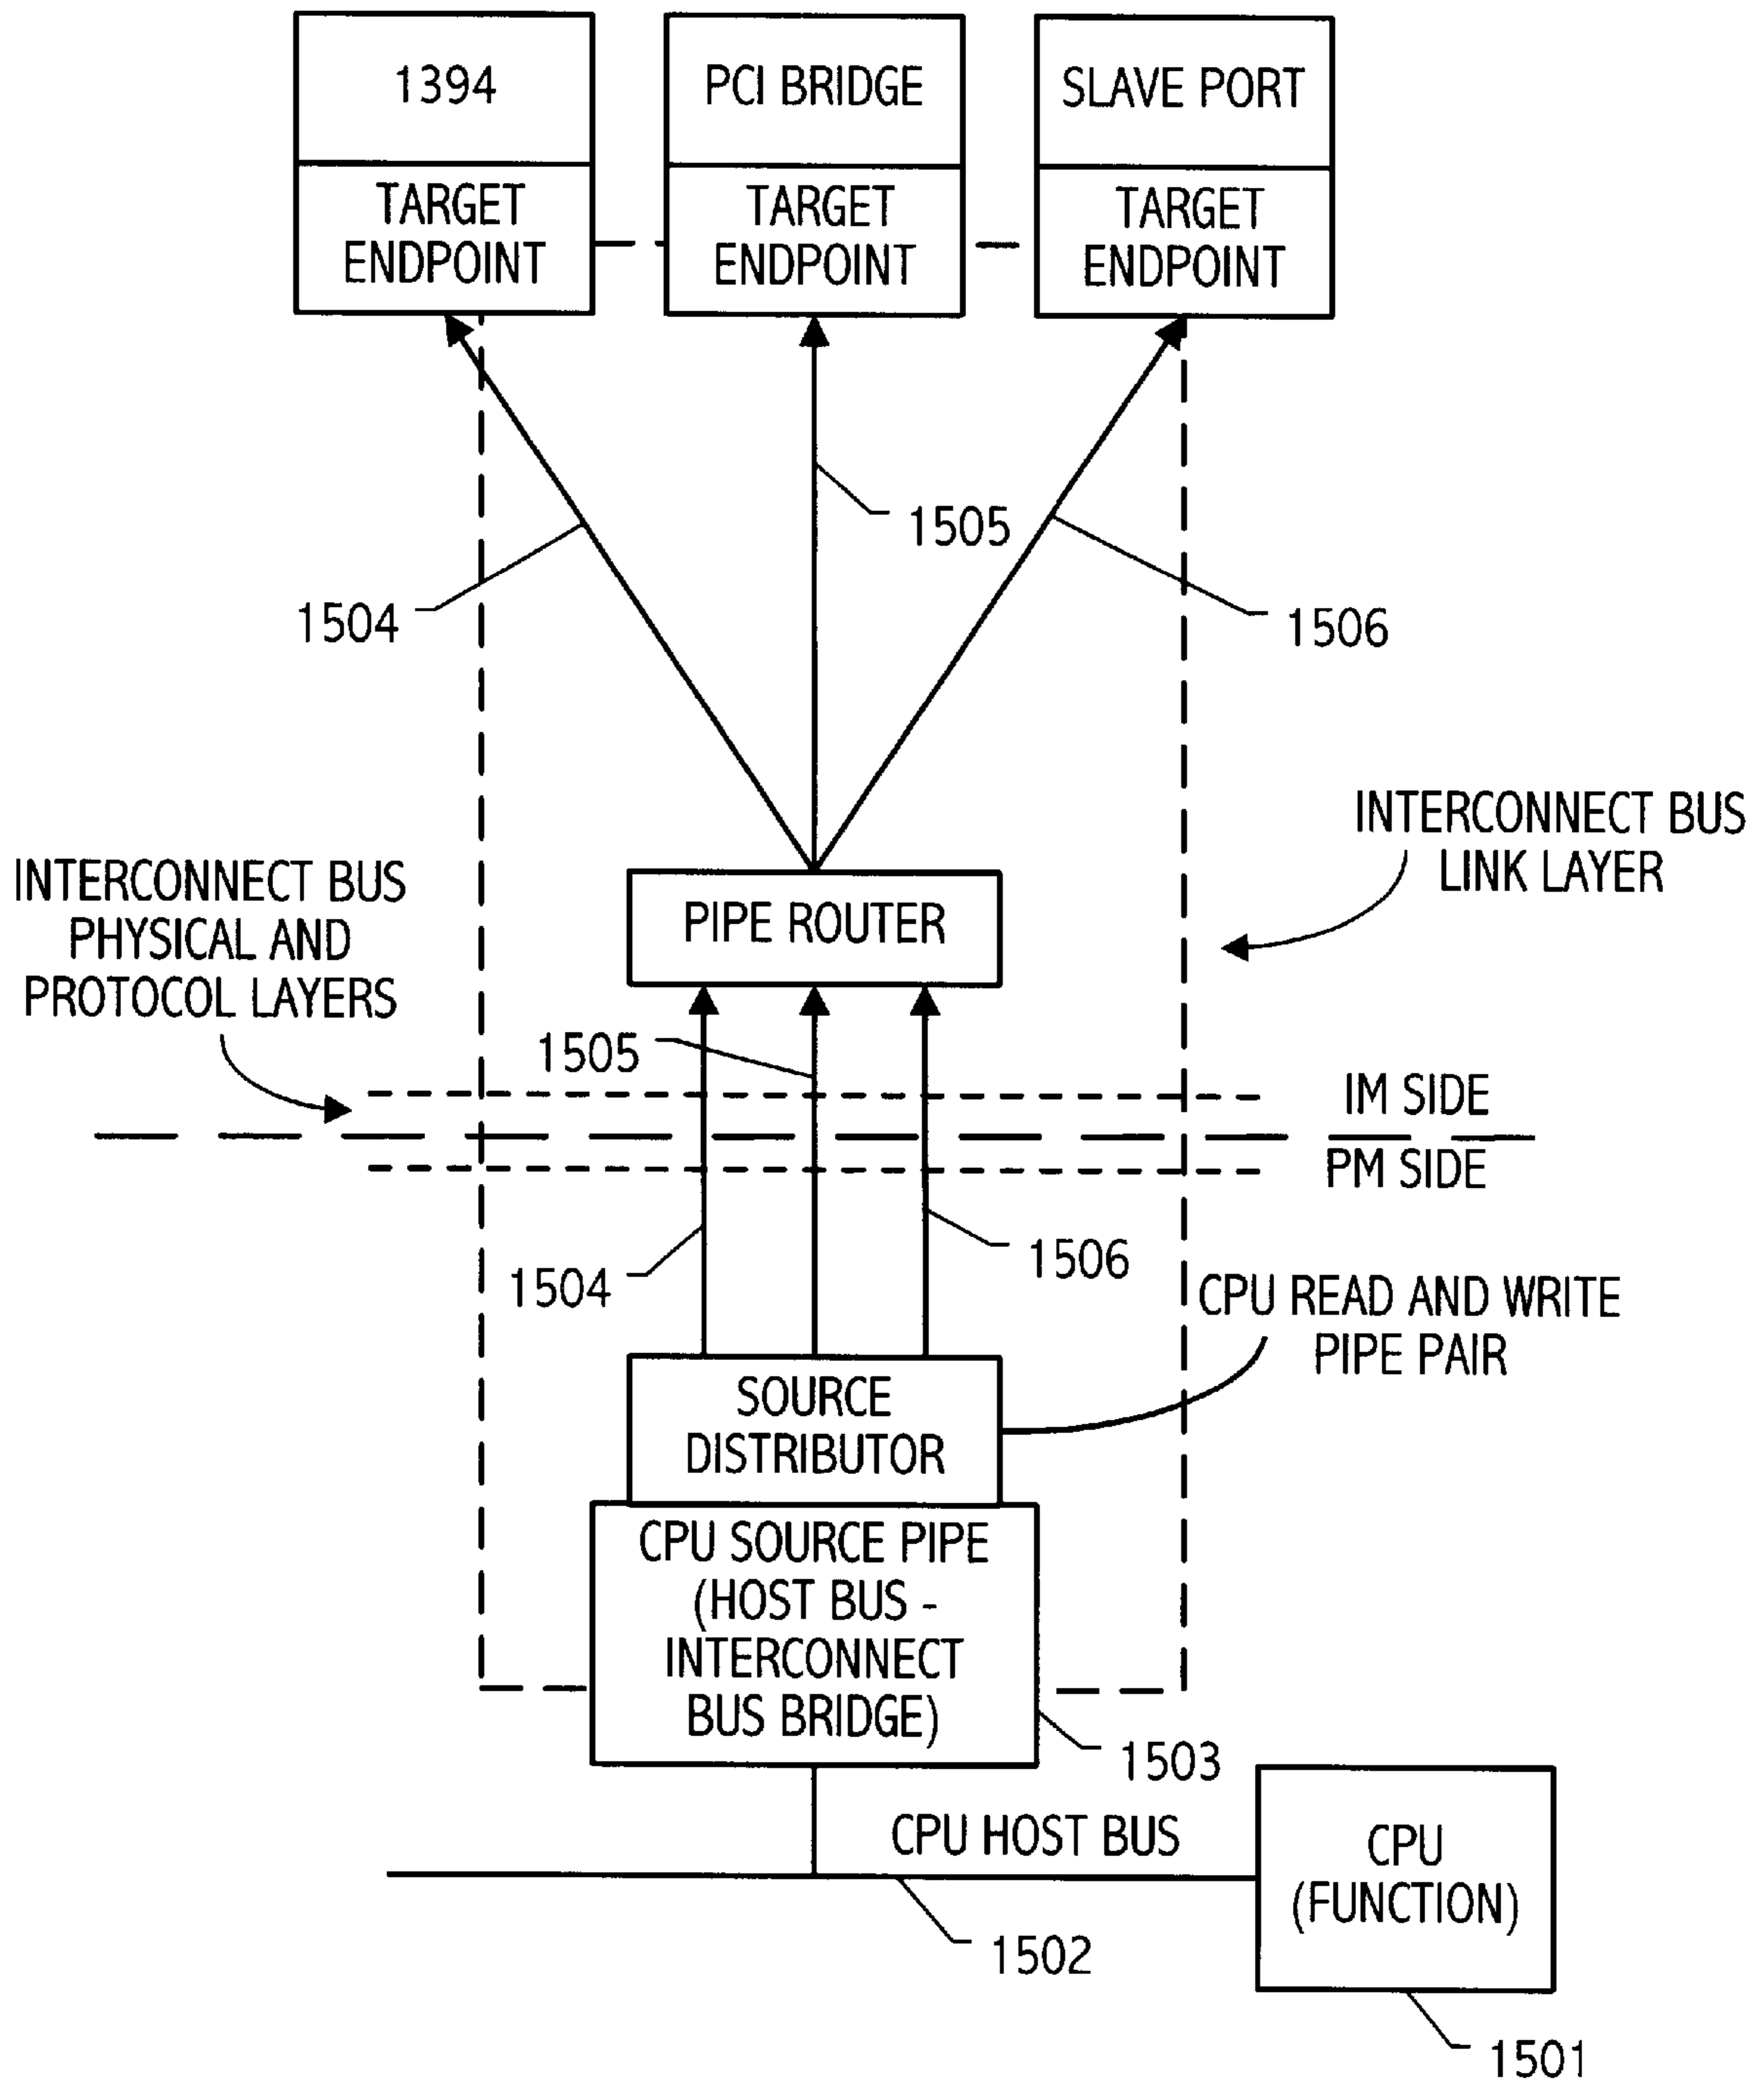 1394
PCI BRIDGE
SLAVE PORT
TARGET
ENDPOINT
TARGET
ENDPOINT
TARGET
ENDPOINT
1505
1504
1506
INTERCONNECT BUS
LINK LAYER
INTERCONNECT BUS
PHYSICAL AND
PROTOCOL LAYERS
PIPE ROUTER
1505
IM SIDE
PM SIDE
1504
1506
CPU READ AND WRITE
PIPE PAIR
SOURCE
DISTRIBUTOR
CPU SOURCE PIPE
(HOST BUS -
INTERCONNECT
BUS BRIDGE)
1503
CPU HOST BUS
CPU
(FUNCTION)
1502
1501